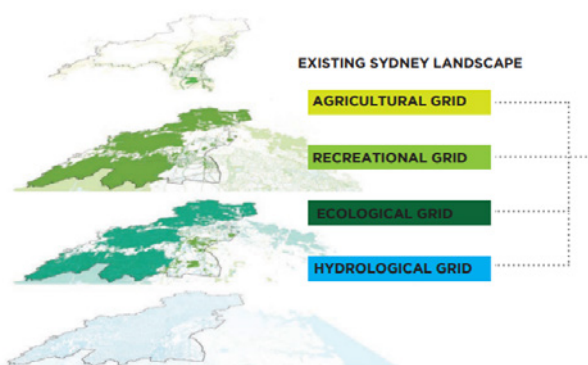 EXISTING SYDNEY LANDSCAPE
AGRICULTURAL GRID
RECREATIONAL GRID
ECOLOGICAL GRID
HYDROLOGICAL GRID